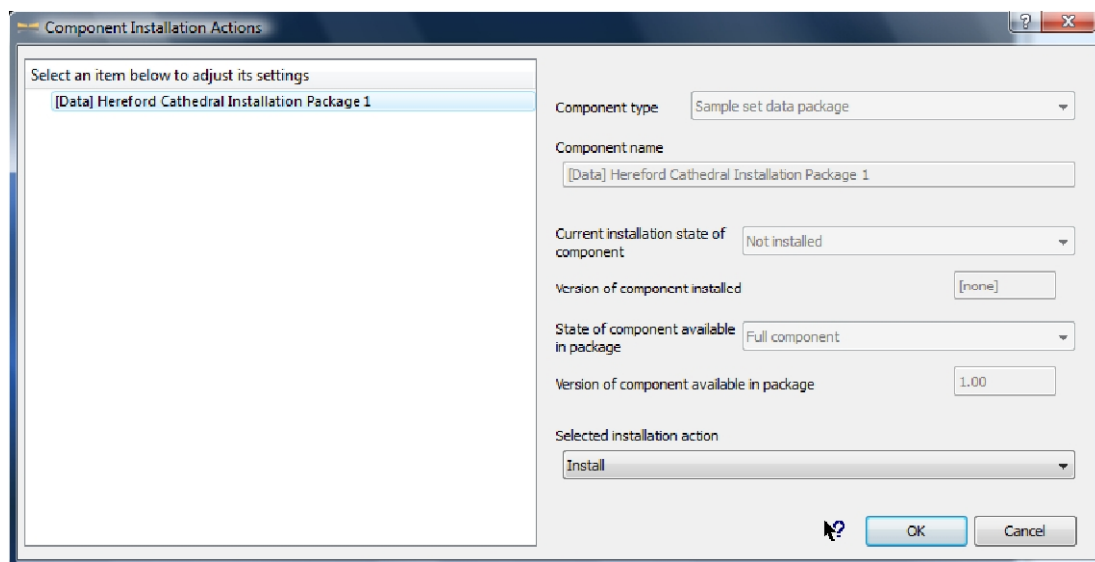 Component Installation Actions
Select an item below to adjust its settings
[Data] Hereford Cathedral Installation Package 1
Component type
Sample set data package
Component name
[Data] Hereford Cathedral Installation Package 1
Current installation state of
component
Not installed
Version of component installed
[none]
State of component available
in package
Full component
Version of component available in package
1.00
Selected installation action
Install
OK
Cancel